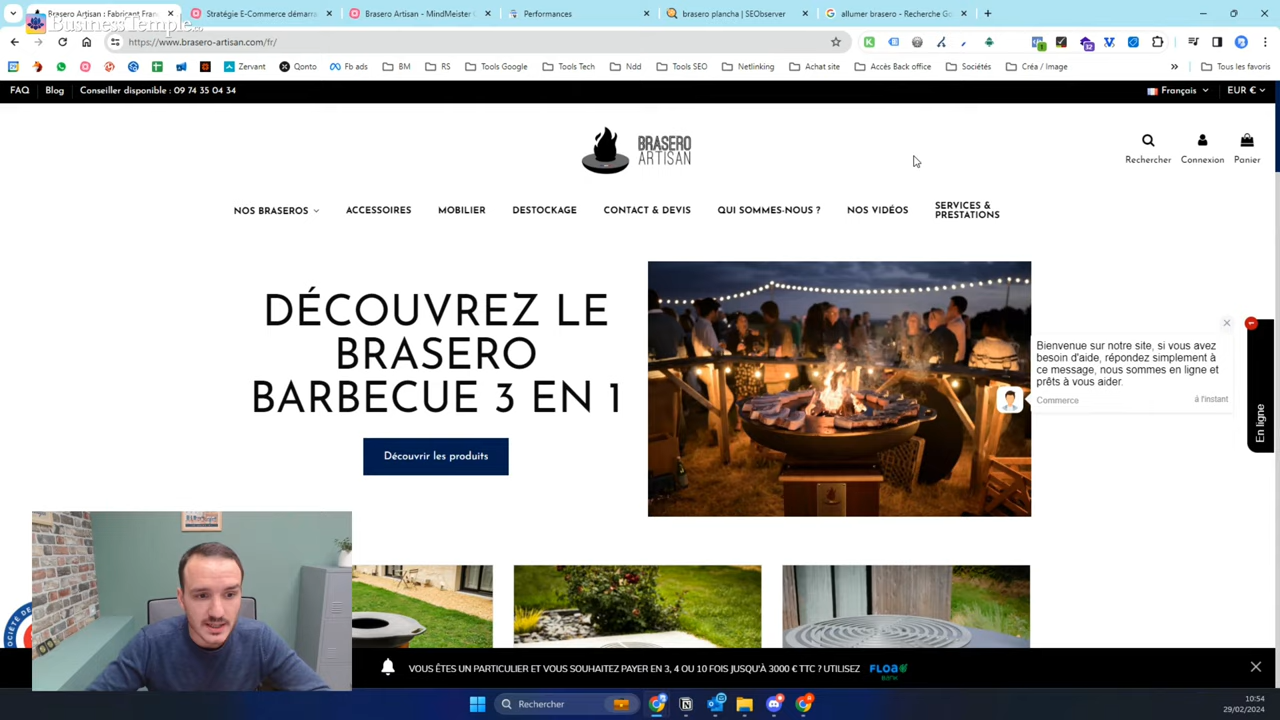 Brasero Artisan : Fabricant Fran
Stratégie E-Commerce démarra
Brasero Artisan - MindMeister
Performances
brasero plancha | SEObserver
allumer brasero - Recherche Go
BusinessTemple
https://www.brasero-artisan.com/fr/
Zervant
Qonto
Fb ads
BM
RS
Tools Google
Tools Tech
Ndd
Tools SEO
Netlinking
Achat site
Accès Back office
Sociétés
Créa / Image
Tous les favoris
FAQ
Blog
Conseiller disponible : 09 74 35 04 34
Français
EUR €
BRASERO
ARTISAN
Rechercher
Connexion
Panier
NOS BRASEROS
ACCESSOIRES
MOBILIER
DESTOCKAGE
CONTACT & DEVIS
QUI SOMMES-NOUS ?
NOS VIDÉOS
SERVICES &
PRESTATIONS
DÉCOUVREZ LE
BRASERO
BARBECUE 3 EN 1
Découvrir les produits
Bienvenue sur notre site, si vous avez
besoin d'aide, répondez simplement à
ce message, nous sommes en ligne et
prêts à vous aider.
Commerce
à l'instant
1
En ligne
VOUS ÊTES UN PARTICULIER ET VOUS SOUHAITEZ PAYER EN 3, 4 OU 10 FOIS JUSQU'À 3000 € TTC ? UTILISEZ
FLOA
BANK
Rechercher
10:54
29/02/2024